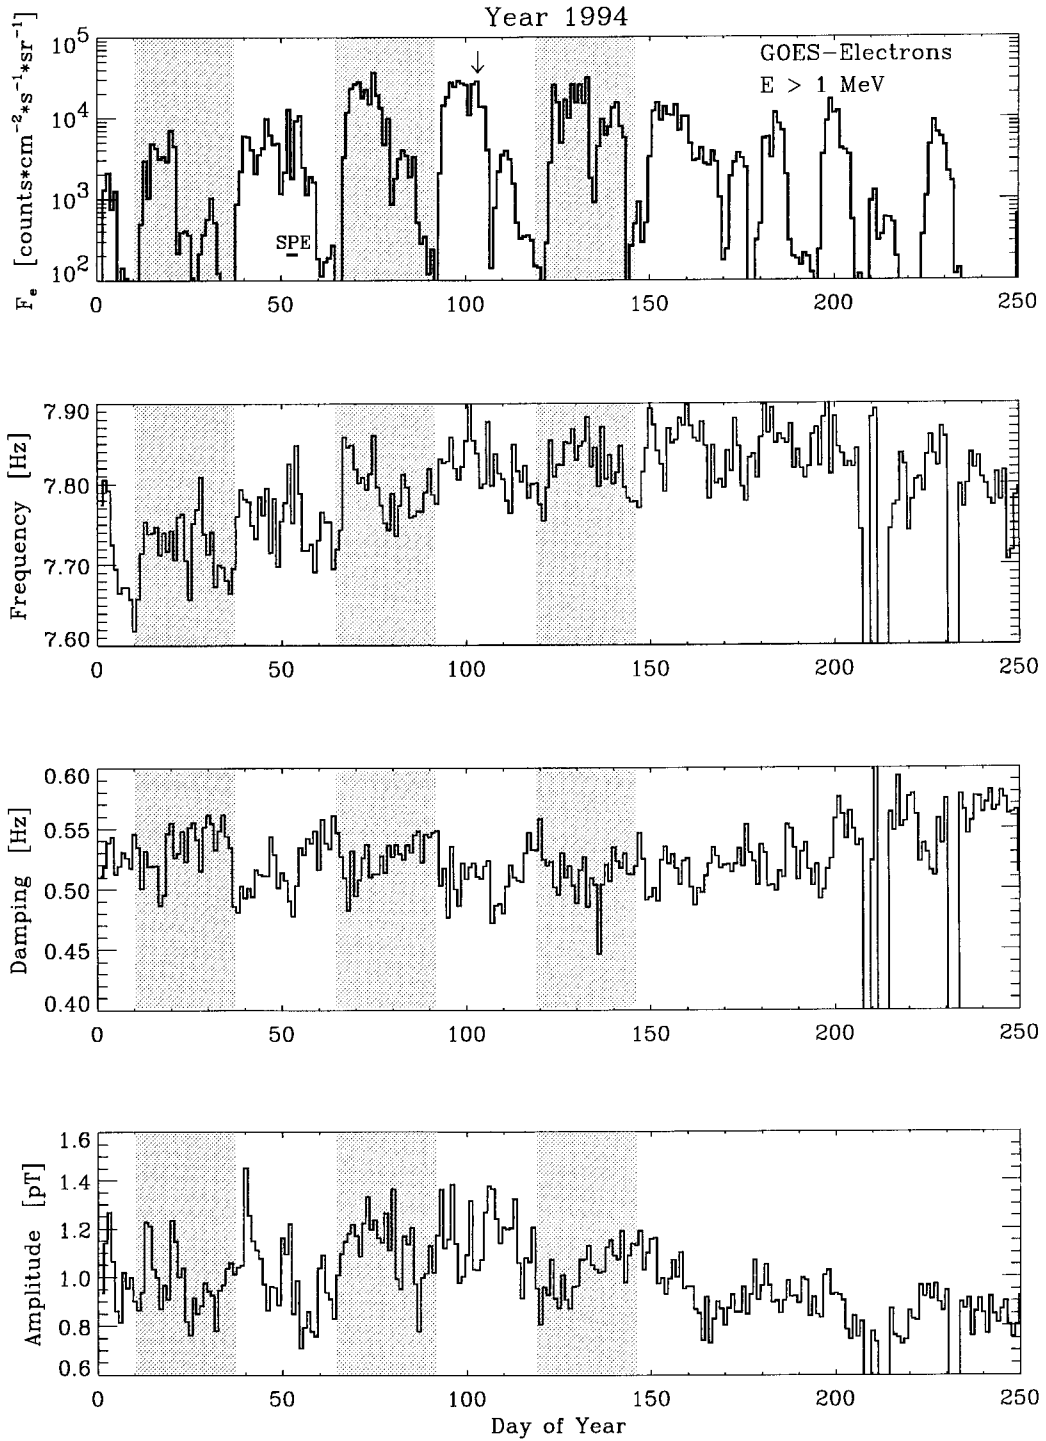 Year 1994
F_e [counts*cm^-2*s^-1*sr^-1]
10^5
10^4
10^3
10^2
GOES-Electrons
E > 1 MeV
SPE
0 50 100 150 200 250
Frequency [Hz]
7.90
7.80
7.70
7.60
0 50 100 150 200 250
Damping [Hz]
0.60
0.55
0.50
0.45
0.40
0 50 100 150 200 250
Amplitude [pT]
1.6
1.4
1.2
1.0
0.8
0.6
0 50 100 150 200 250
Day of Year